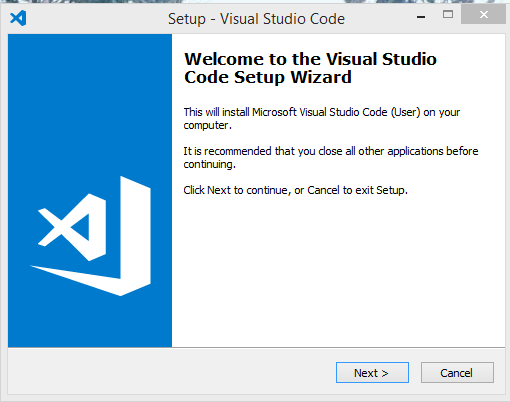 Setup - Visual Studio Code
Welcome to the Visual Studio
Code Setup Wizard
This will install Microsoft Visual Studio Code (User) on your
computer.
It is recommended that you close all other applications before
continuing.
Click Next to continue, or Cancel to exit Setup.
Next >
Cancel